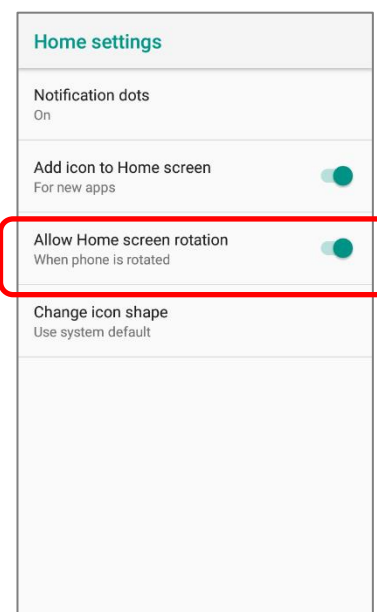 Home settings
Notification dots
On
Add icon to Home screen
For new apps
Allow Home screen rotation
When phone is rotated
Change icon shape
Use system default